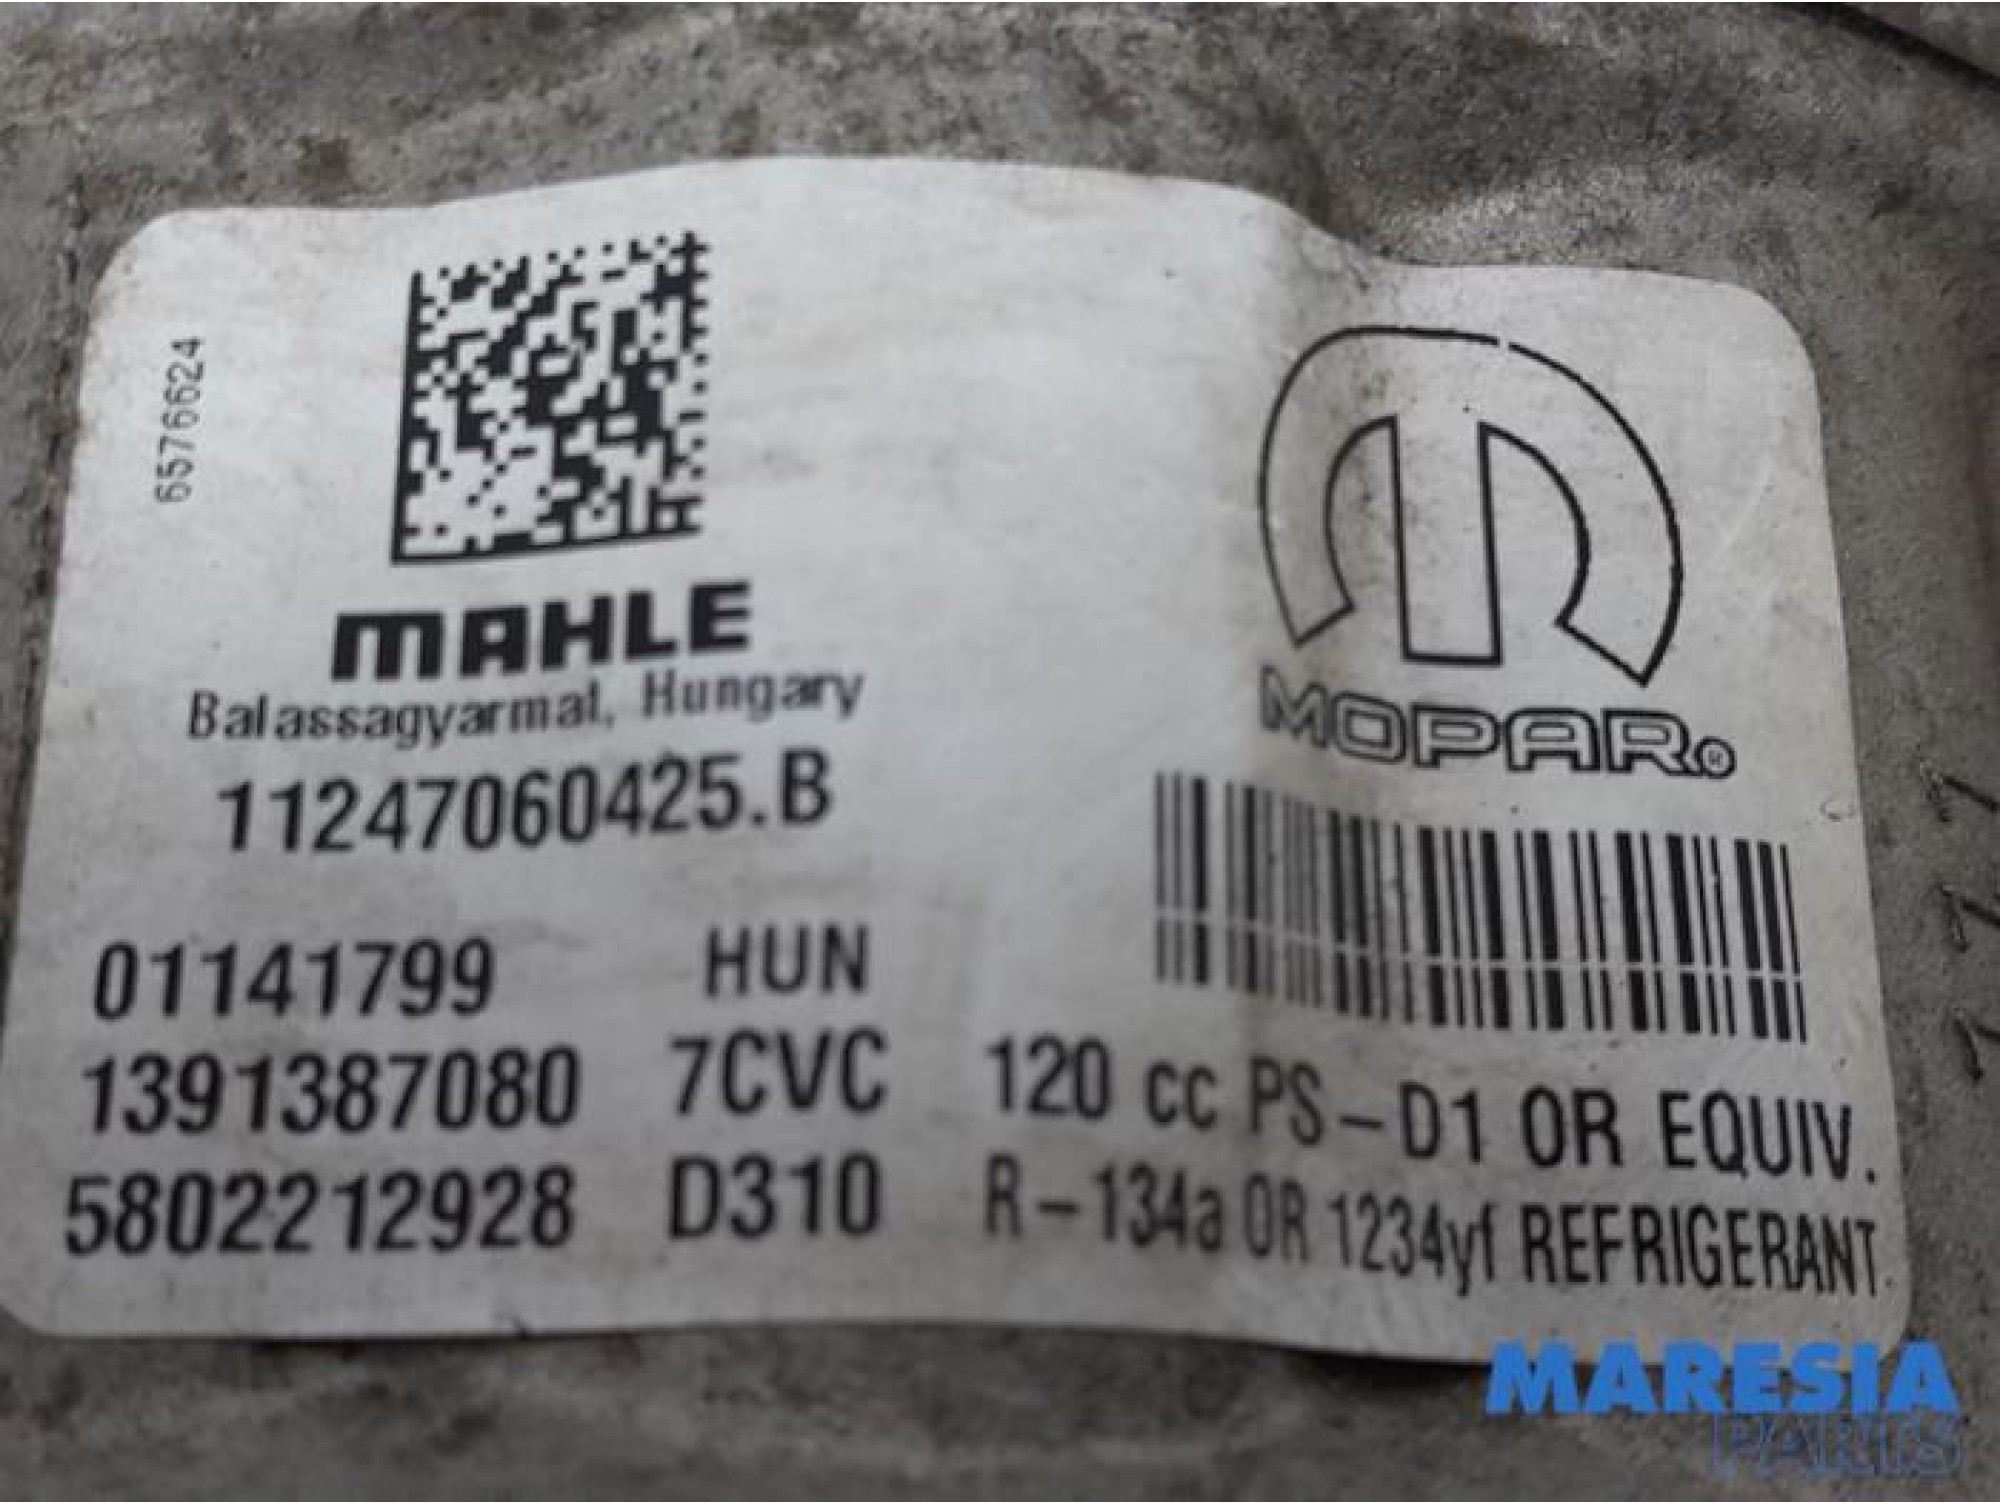 6576624
MAHLE
Balassagyarmat, Hungary
11247060425.B
MOPAR®
01141799 HUN
1391387080 7CVC 120 cc PS-D1 OR EQUIV.
5802212928 D310 R-134a OR 1234yf REFRIGERANT.
MARESIA
PARTS